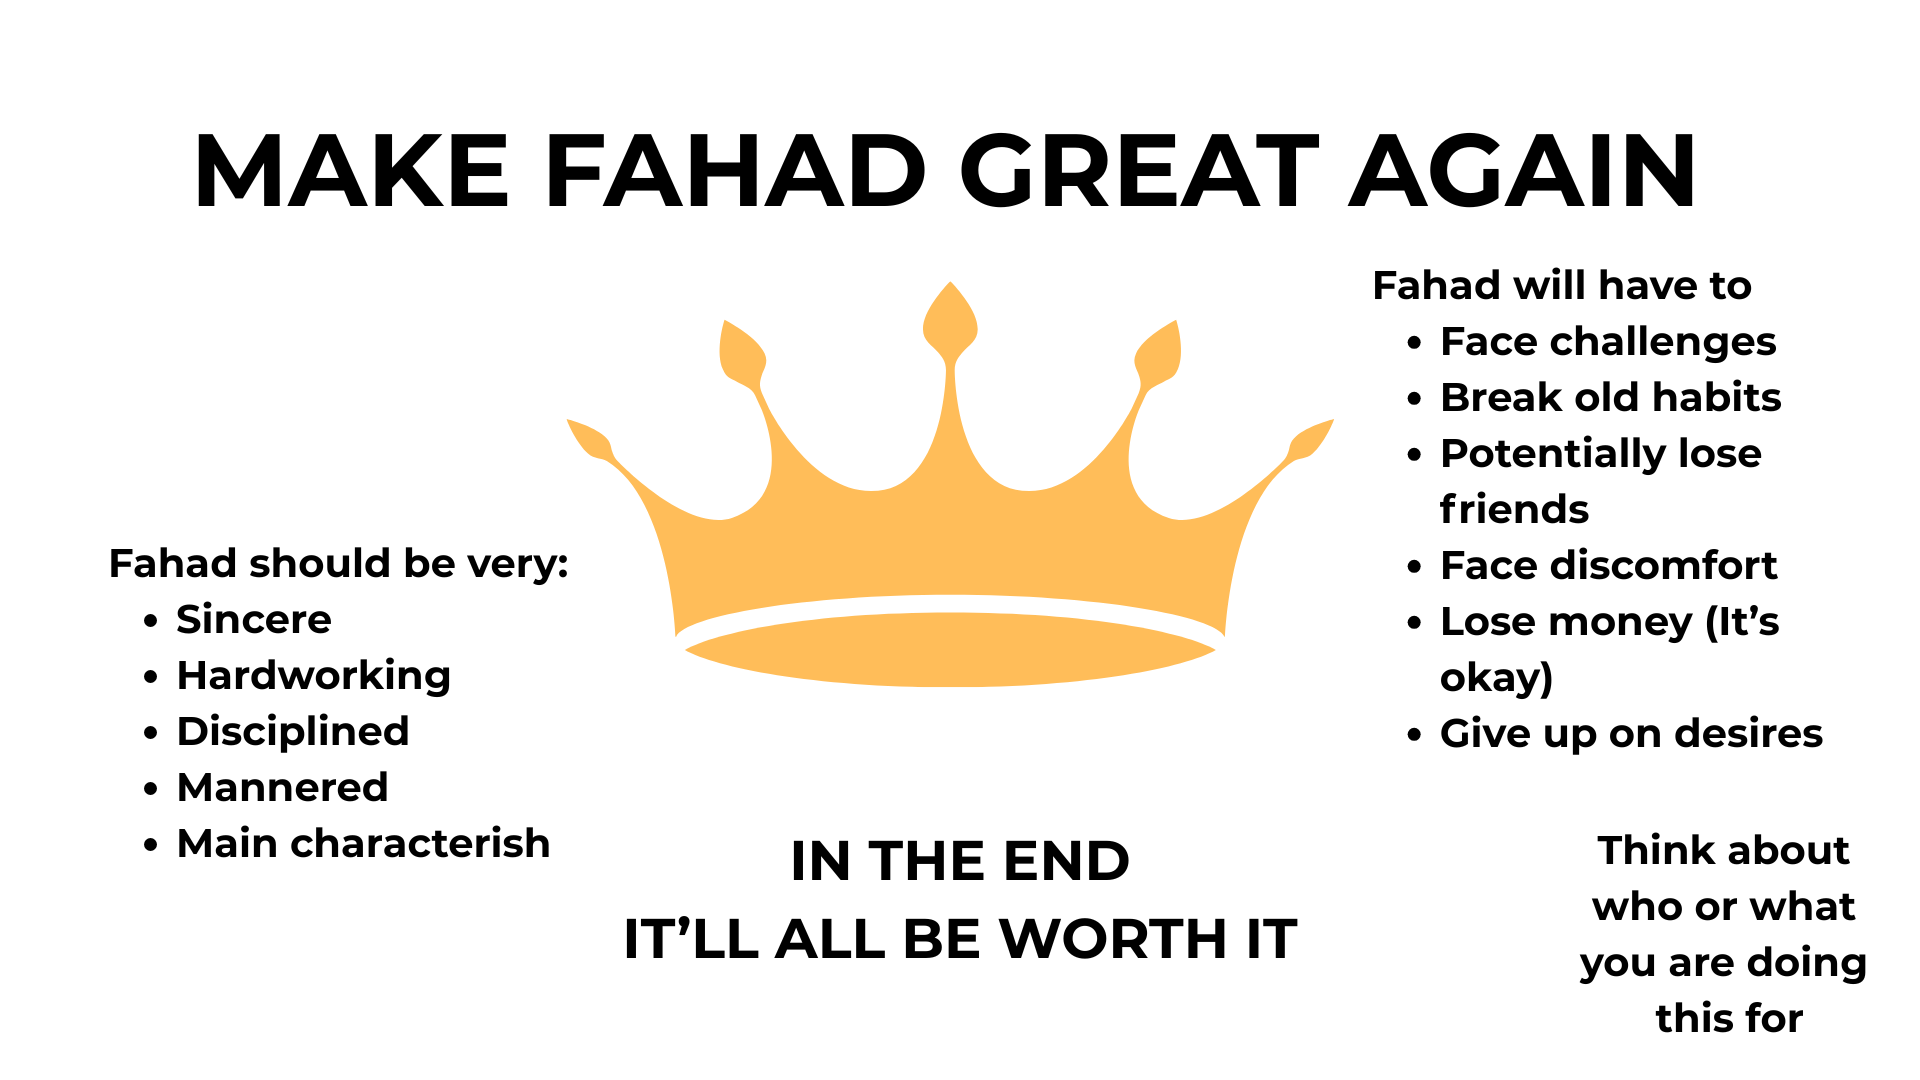 MAKE FAHAD GREAT AGAIN
Fahad should be very:
• Sincere
• Hardworking
• Disciplined
• Mannered
• Main characterish
Fahad will have to
• Face challenges
• Break old habits
• Potentially lose
friends
• Face discomfort
• Lose money (It’s
okay)
• Give up on desires
IN THE END
IT’LL ALL BE WORTH IT
Think about
who or what
you are doing
this for